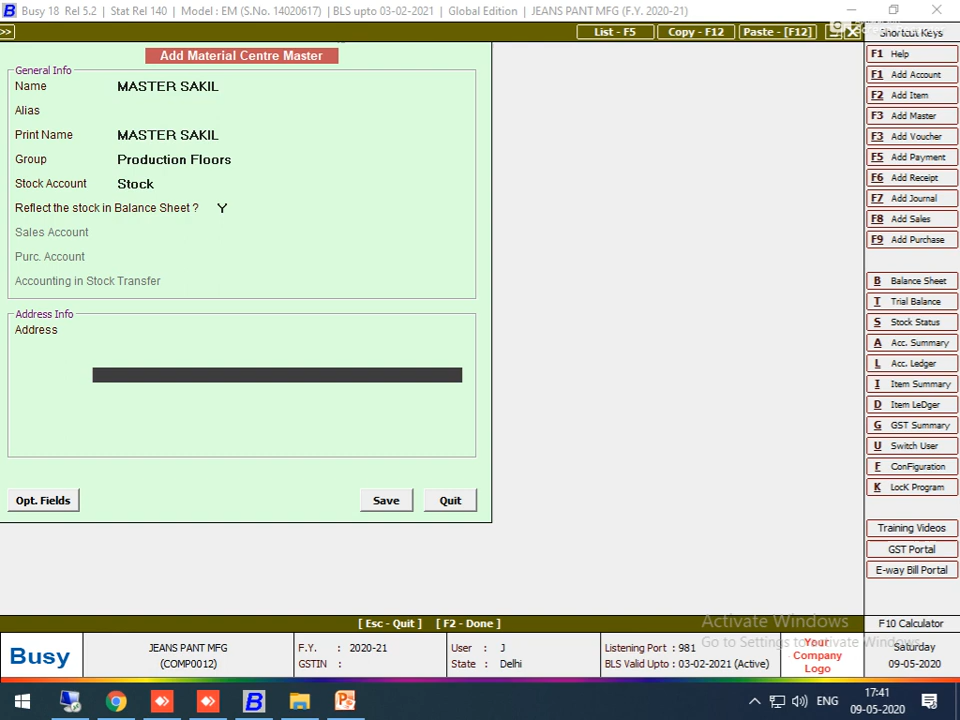 Busy 18 Rel 5.2 | Stat Rel 140 | Model : EM (S.No. 14020617) | BLS upto 03-02-2021 | Global Edition | JEANS PANT MFG (F.Y. 2020-21)
>>
List - F5
Copy - F12
Paste - [F12]
Shortcut Keys
Add Material Centre Master
General Info
Name MASTER SAKIL
Alias
Print Name MASTER SAKIL
Group Production Floors
Stock Account Stock
Reflect the stock in Balance Sheet ? Y
Sales Account
Purc. Account
Accounting in Stock Transfer
Address Info
Address
Opt. Fields
Save
Quit
F1 Help
F1 Add Account
F2 Add Item
F3 Add Master
F3 Add Voucher
F5 Add Payment
F6 Add Receipt
F7 Add Journal
F8 Add Sales
F9 Add Purchase
B Balance Sheet
T Trial Balance
S Stock Status
A Acc. Summary
L Acc. Ledger
I Item Summary
D Item LeDger
G GST Summary
U Switch User
F ConFiguration
K LocK Program
Training Videos
GST Portal
E-way Bill Portal
[ Esc - Quit ] [ F2 - Done ]
F10 Calculator
Activate Windows
Go to Settings to activate Windows.
Busy
JEANS PANT MFG
(COMP0012)
F.Y. : 2020-21
GSTIN :
User : J
State : Delhi
Listening Port : 981
BLS Valid Upto : 03-02-2021 (Active)
Your
Company
Logo
Saturday
09-05-2020
ENG
17:41
09-05-2020